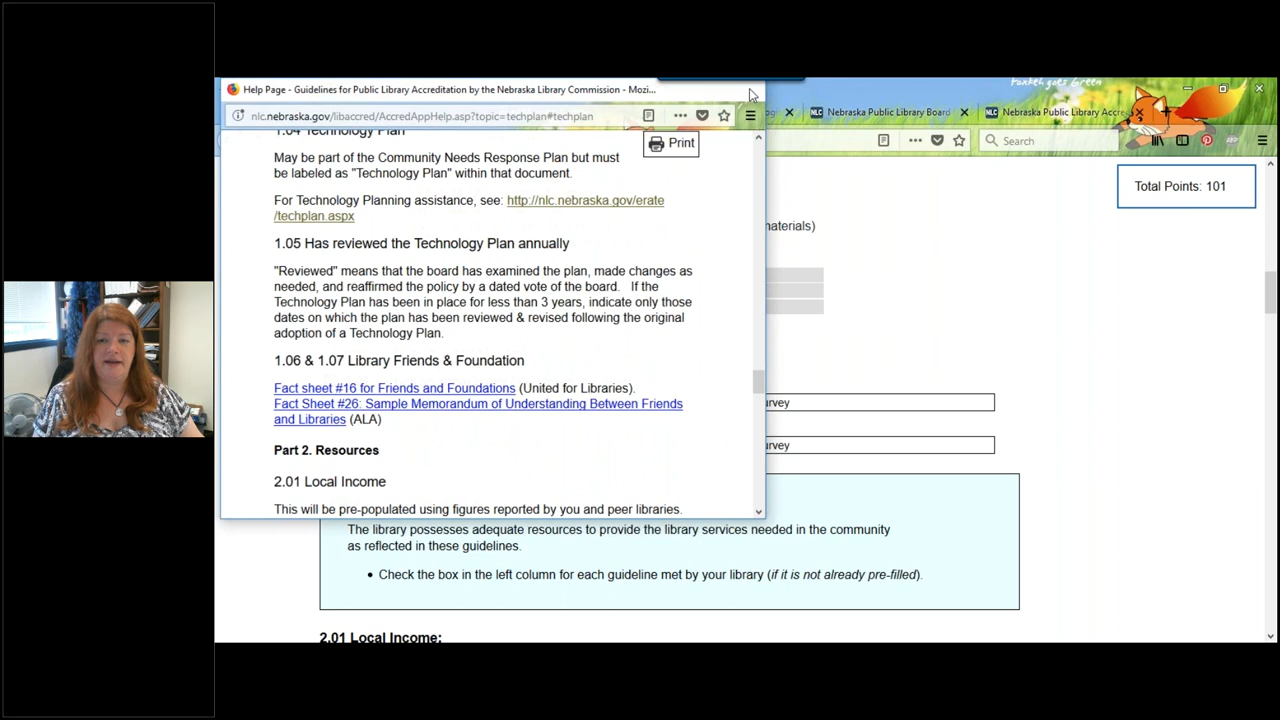 Foxkeh goes Green
Help Page - Guidelines for Public Library Accreditation by the Nebraska Library Commission - Mozi...
Nebraska Public Library Board
Nebraska Public Library Accre
nlc.nebraska.gov/libaccred/AccredAppHelp.asp?topic=techplan#techplan
Search
1.04 Technology Plan
Print
May be part of the Community Needs Response Plan but must
be labeled as "Technology Plan" within that document.
Total Points: 101
For Technology Planning assistance, see: http://nlc.nebraska.gov/erate
/techplan.aspx
materials)
1.05 Has reviewed the Technology Plan annually
"Reviewed" means that the board has examined the plan, made changes as
needed, and reaffirmed the policy by a dated vote of the board. If the
Technology Plan has been in place for less than 3 years, indicate only those
dates on which the plan has been reviewed & revised following the original
adoption of a Technology Plan.
1.06 & 1.07 Library Friends & Foundation
Fact sheet #16 for Friends and Foundations (United for Libraries).
Fact Sheet #26: Sample Memorandum of Understanding Between Friends
and Libraries (ALA)
urvey
urvey
Part 2. Resources
2.01 Local Income
This will be pre-populated using figures reported by you and peer libraries.
The library possesses adequate resources to provide the library services needed in the community
as reflected in these guidelines.
• Check the box in the left column for each guideline met by your library (if it is not already pre-filled).
2.01 Local Income: